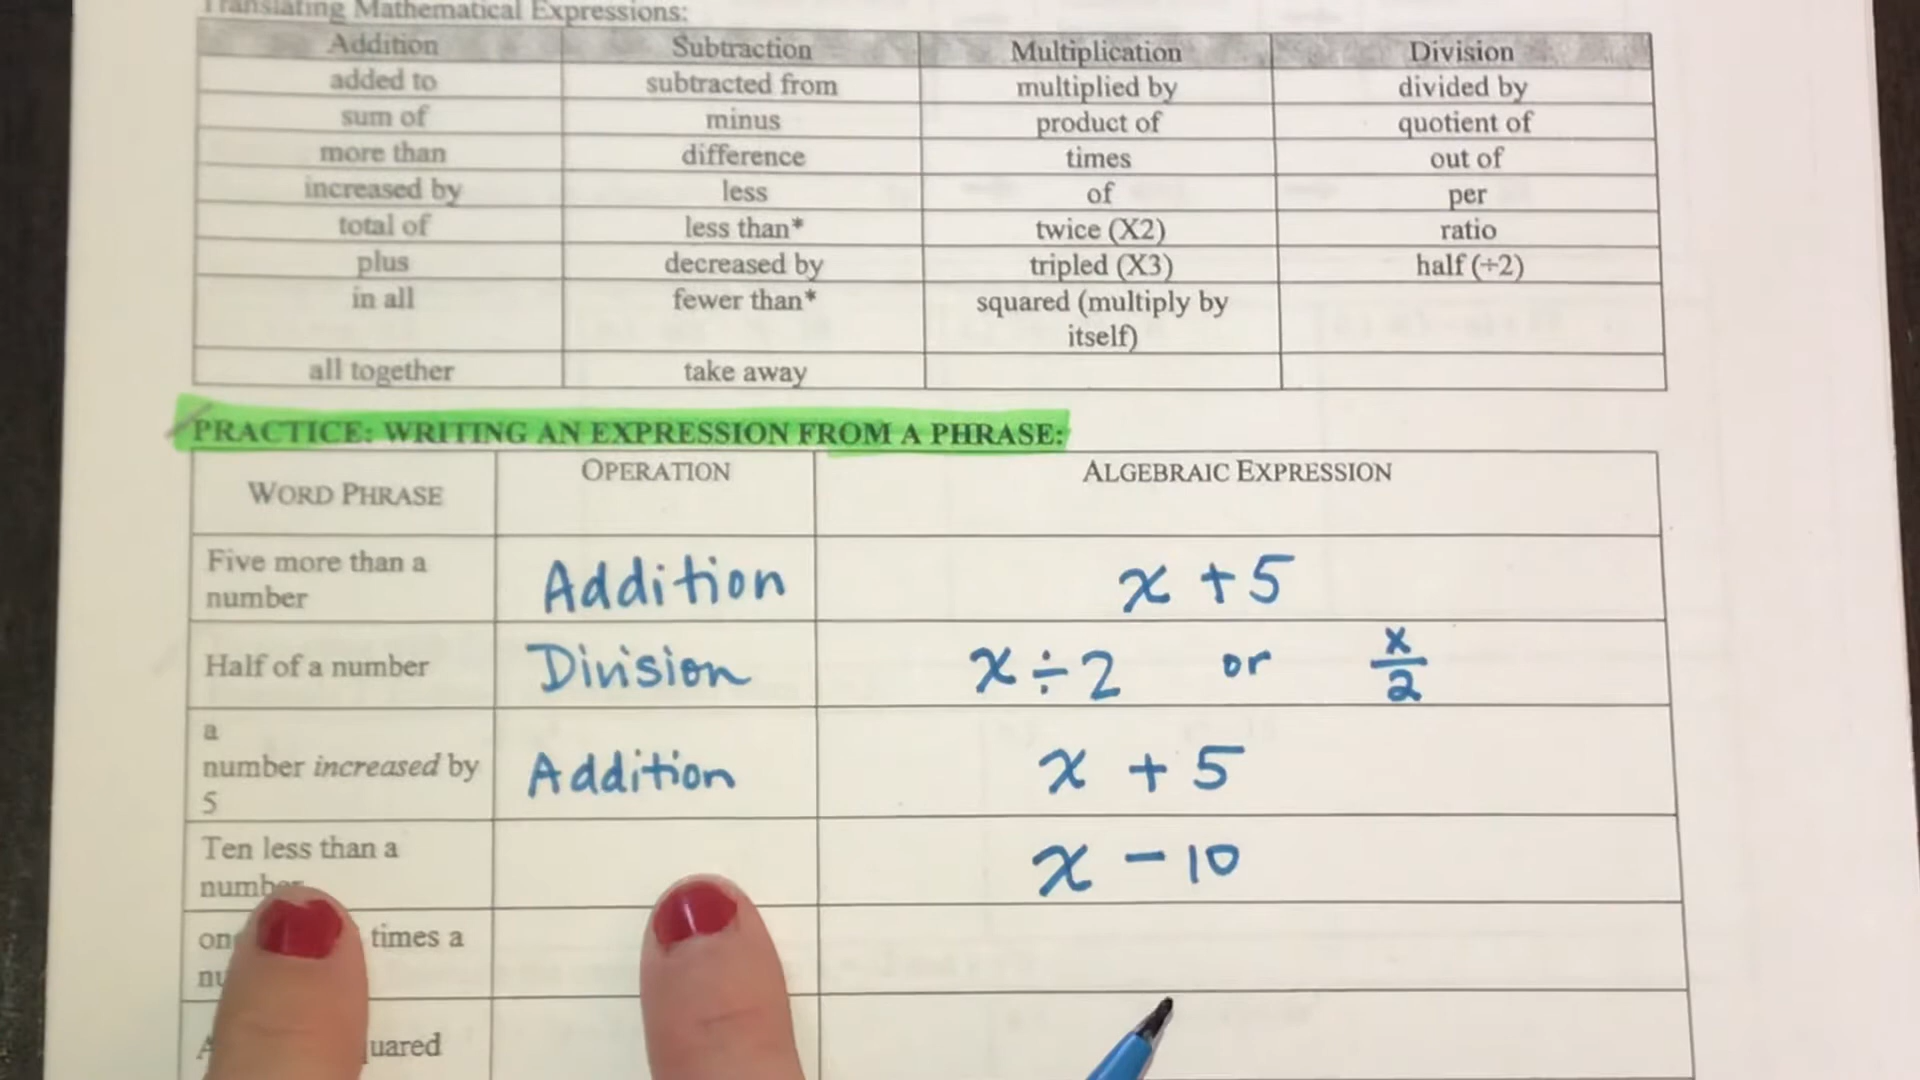 Translating Mathematical Expressions:
Addition Subtraction Multiplication Division
added to subtracted from multiplied by divided by
sum of minus product of quotient of
more than difference times out of
increased by less of per
total of less than* twice (X2) ratio
plus decreased by tripled (X3) half (÷2)
in all fewer than* squared (multiply by
itself)
all together take away
PRACTICE: WRITING AN EXPRESSION FROM A PHRASE:
WORD PHRASE OPERATION ALGEBRAIC EXPRESSION
Five more than a
number
Addition x + 5
Half of a number Division x ÷ 2 or x/2
a
number increased by
5
Addition x + 5
Ten less than a
number
x - 10
times a